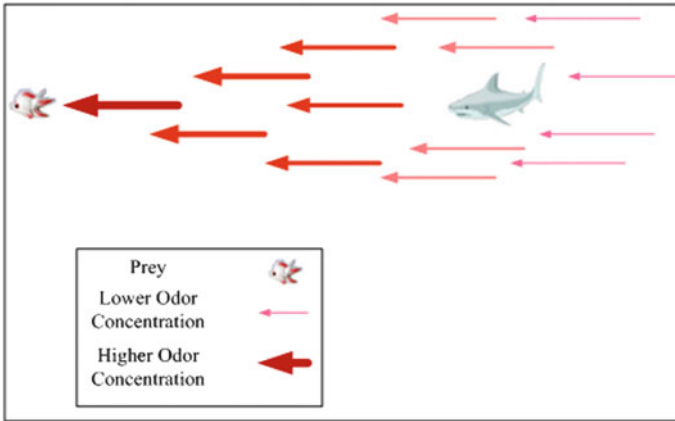 Prey
Lower Odor
Concentration
Higher Odor
Concentration